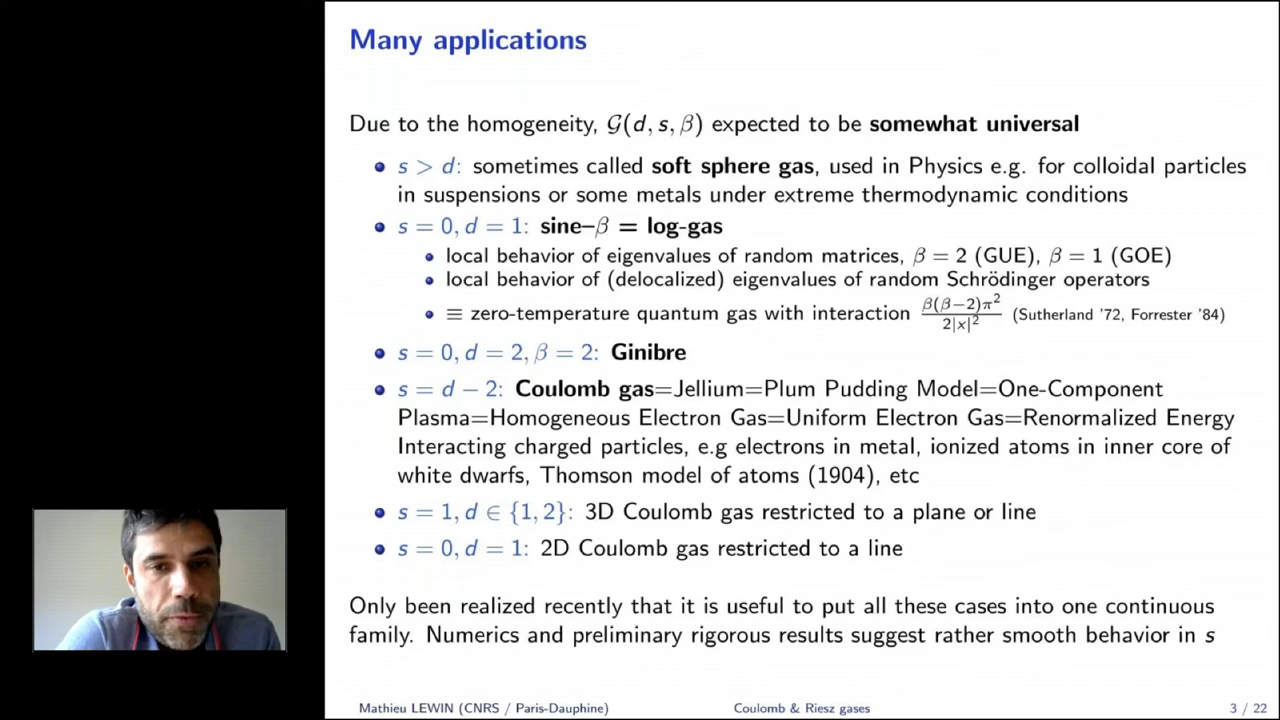 Many applications
Due to the homogeneity, 𝒢(d, s, β) expected to be somewhat universal
• s > d: sometimes called soft sphere gas, used in Physics e.g. for colloidal particles
in suspensions or some metals under extreme thermodynamic conditions
• s = 0, d = 1: sine–β = log-gas
• local behavior of eigenvalues of random matrices, β = 2 (GUE), β = 1 (GOE)
• local behavior of (delocalized) eigenvalues of random Schrödinger operators
• ≡ zero-temperature quantum gas with interaction β(β−2)π²/2|x|² (Sutherland '72, Forrester '84)
• s = 0, d = 2, β = 2: Ginibre
• s = d − 2: Coulomb gas=Jellium=Plum Pudding Model=One-Component
Plasma=Homogeneous Electron Gas=Uniform Electron Gas=Renormalized Energy
Interacting charged particles, e.g electrons in metal, ionized atoms in inner core of
white dwarfs, Thomson model of atoms (1904), etc
• s = 1, d ∈ {1, 2}: 3D Coulomb gas restricted to a plane or line
• s = 0, d = 1: 2D Coulomb gas restricted to a line
Only been realized recently that it is useful to put all these cases into one continuous
family. Numerics and preliminary rigorous results suggest rather smooth behavior in s
Mathieu LEWIN (CNRS / Paris-Dauphine) Coulomb & Riesz gases 3 / 22